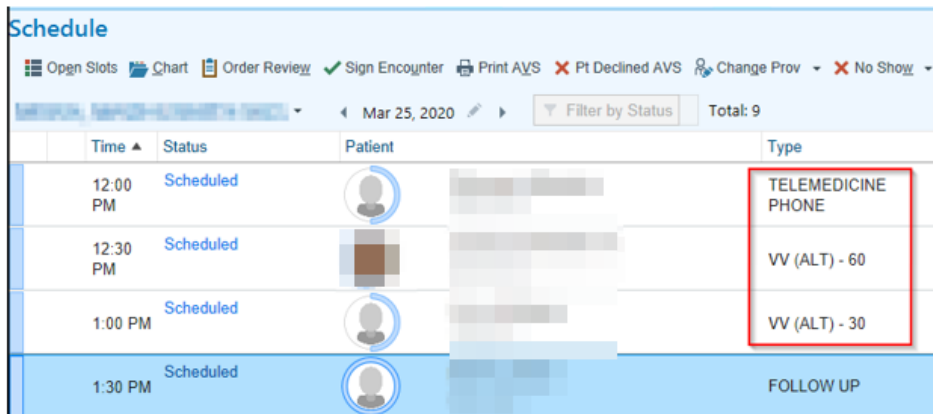 Schedule
Open Slots Chart Order Review Sign Encounter Print AVS Pt Declined AVS Change Prov No Show
Mar 25, 2020 Filter by Status Total: 9
Time Status Patient Type
12:00 PM Scheduled TELEMEDICINE PHONE
12:30 PM Scheduled VV (ALT) - 60
1:00 PM Scheduled VV (ALT) - 30
1:30 PM Scheduled FOLLOW UP